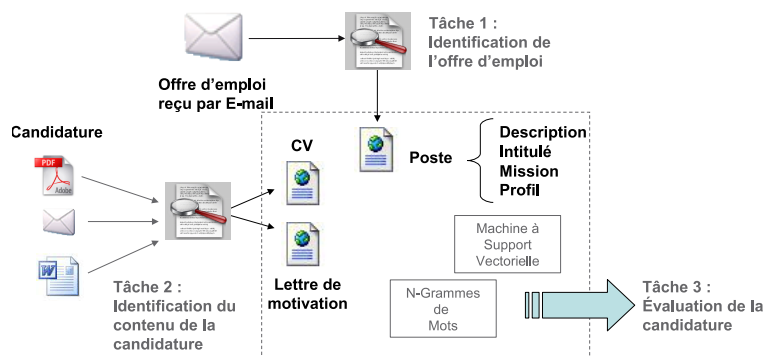 Tâche 1 :
Identification de
l'offre d'emploi
Offre d'emploi
reçu par E-mail
Candidature
PDF
Adobe
W
Tâche 2 :
Identification du
contenu de la
candidature
CV
Lettre de
motivation
Poste
Description
Intitulé
Mission
Profil
Machine à
Support
Vectorielle
N-Grammes
de
Mots
Tâche 3 :
Évaluation de la
candidature